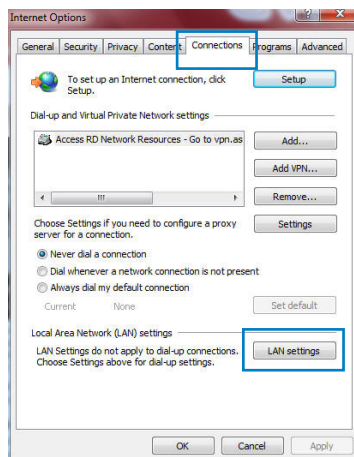 Internet Options
General Security Privacy Content Connections Programs Advanced
To set up an Internet connection, click
Setup.
Setup
Dial-up and Virtual Private Network settings
Access RD Network Resources - Go to vpn.as
Add...
Add VPN...
Remove...
Choose Settings if you need to configure a proxy
server for a connection.
Settings
Never dial a connection
Dial whenever a network connection is not present
Always dial my default connection
Current None
Set default
Local Area Network (LAN) settings
LAN Settings do not apply to dial-up connections.
Choose Settings above for dial-up settings.
LAN settings
OK Cancel Apply